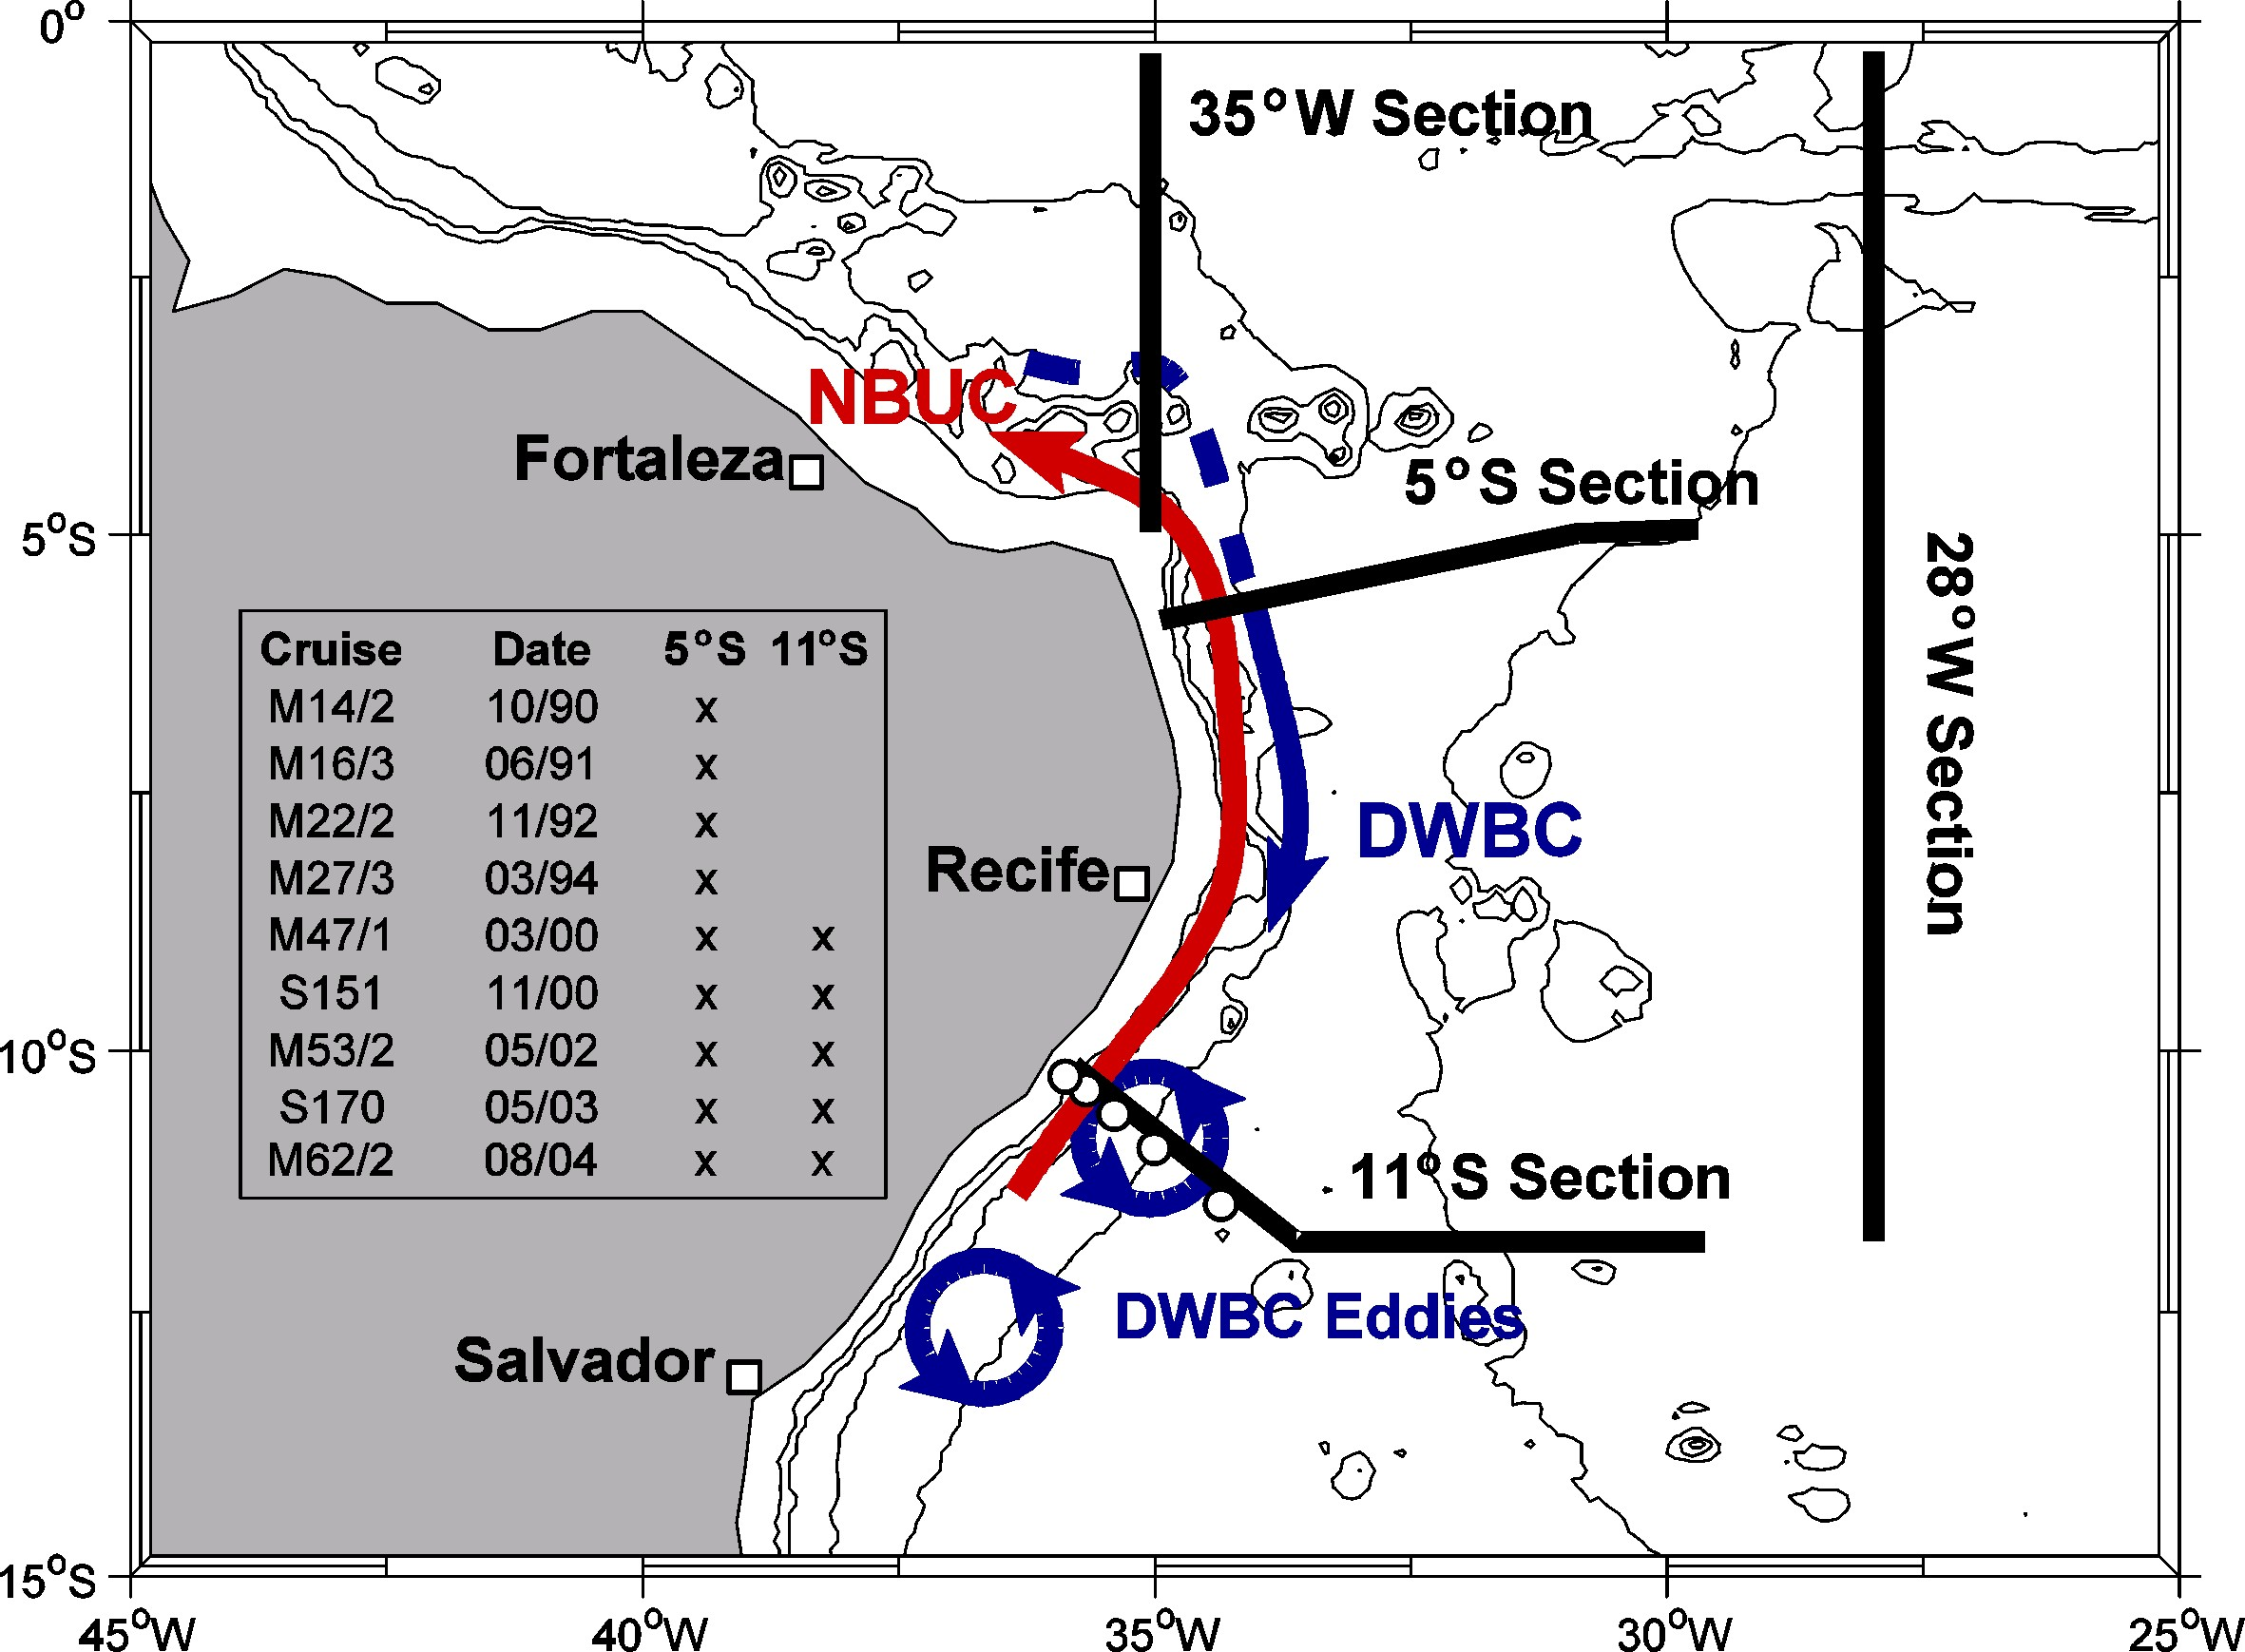 0°
35°W Section
NBUC
Fortaleza
5°S Section
5°S
28°W Section
Cruise Date 5°S 11°S
M14/2 10/90 x
M16/3 06/91 x
M22/2 11/92 x
M27/3 03/94 x
M47/1 03/00 x x
S151 11/00 x x
M53/2 05/02 x x
S170 05/03 x x
M62/2 08/04 x x
DWBC
Recife
10°S
11°S Section
DWBC Eddies
Salvador
15°S
45°W 40°W 35°W 30°W 25°W